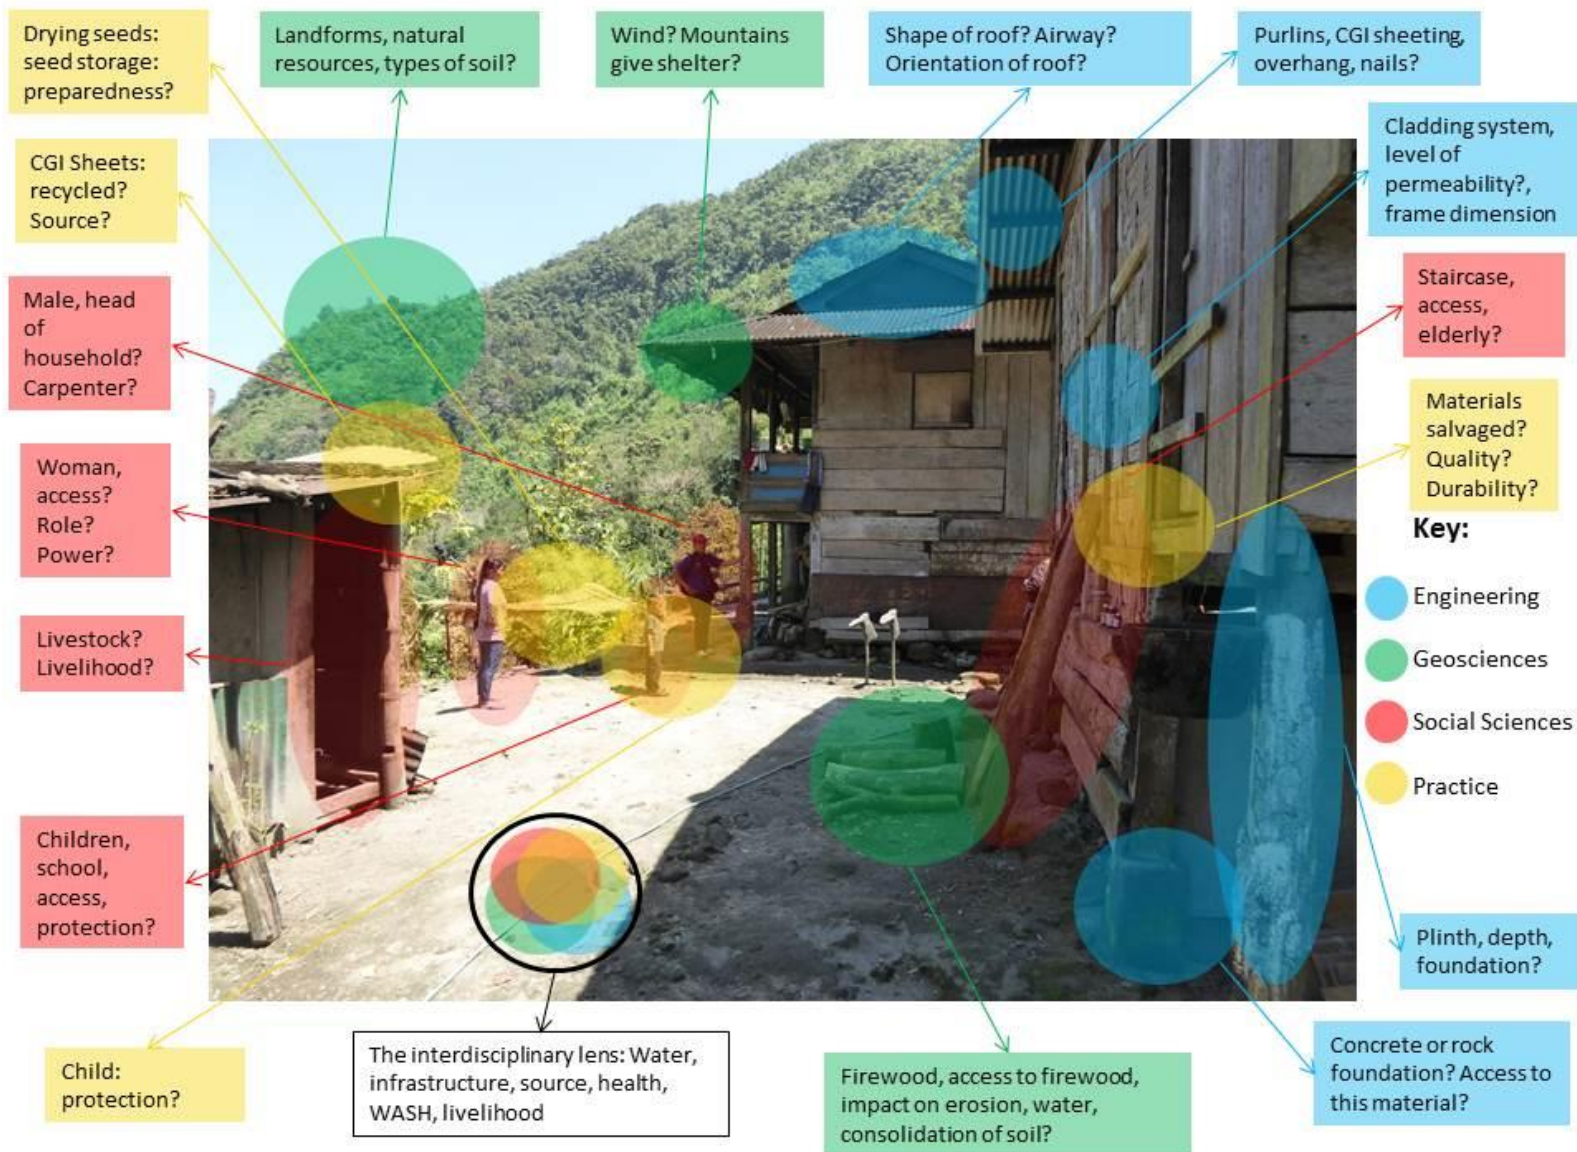 Drying seeds:
seed storage:
preparedness?
Landforms, natural
resources, types of soil?
Wind? Mountains
give shelter?
Shape of roof? Airway?
Orientation of roof?
Purlins, CGI sheeting,
overhang, nails?
CGI Sheets:
recycled?
Source?
Cladding system,
level of
permeability?,
frame dimension
Male, head
of
household?
Carpenter?
Staircase,
access,
elderly?
Woman,
access?
Role?
Power?
Materials
salvaged?
Quality?
Durability?
Key:
Engineering
Geosciences
Social Sciences
Practice
Livestock?
Livelihood?
Children,
school,
access,
protection?
Plinth, depth,
foundation?
Child:
protection?
The interdisciplinary lens: Water,
infrastructure, source, health,
WASH, livelihood
Firewood, access to firewood,
impact on erosion, water,
consolidation of soil?
Concrete or rock
foundation? Access to
this material?